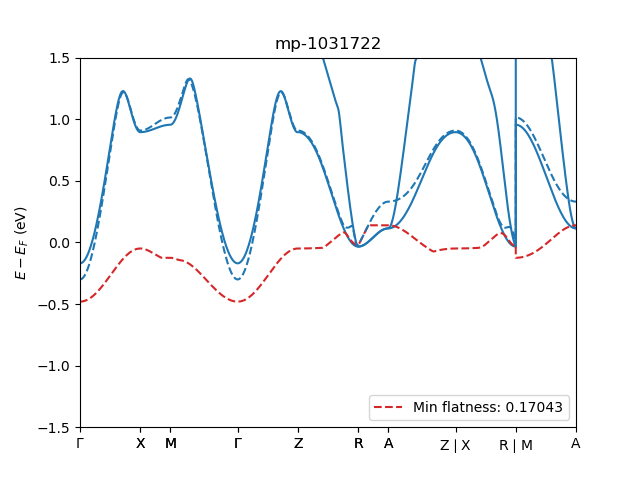 mp-1031722
E − E_F (eV)
1.5
1.0
0.5
0.0
−0.5
−1.0
−1.5
Min flatness: 0.17043
Γ X M Γ Z R A Z | X R | M A